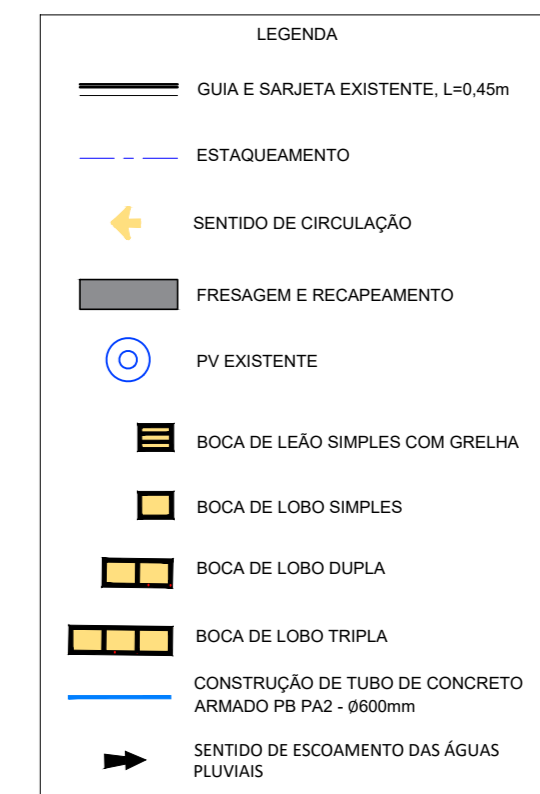 LEGENDA
GUIA E SARJETA EXISTENTE, L=0,45m
ESTAQUEAMENTO
SENTIDO DE CIRCULAÇÃO
FRESAGEM E RECAPEAMENTO
PV EXISTENTE
BOCA DE LEÃO SIMPLES COM GRELHA
BOCA DE LOBO SIMPLES
BOCA DE LOBO DUPLA
BOCA DE LOBO TRIPLA
CONSTRUÇÃO DE TUBO DE CONCRETO
ARMADO PB PA2 - Ø600mm
SENTIDO DE ESCOAMENTO DAS ÁGUAS
PLUVIAIS